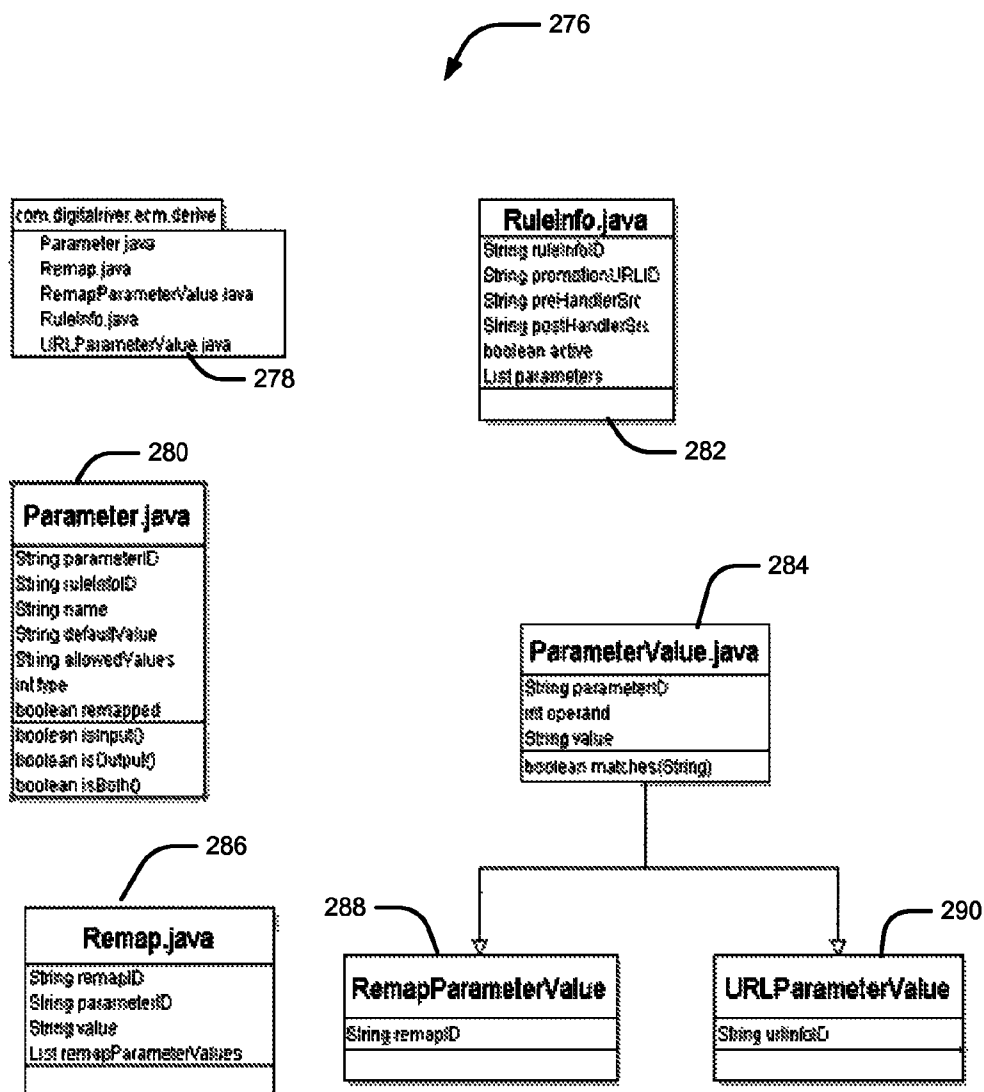 276
com.digitalriver.ecm.derive
Parameter.java
Remap.java
RemapParameterValue.java
RuleInfo.java
URLParameterValue.java
278
RuleInfo.java
String ruleInfoID
String promotionURLID
String preHandlerSrc
String postHandlerSrc
boolean active
List parameters
282
280
Parameter.java
String parameterID
String ruleInfoID
String name
String defaultValue
String allowedValues
int type
boolean remapped
boolean isInput()
boolean isOutput()
boolean isBoth()
284
ParameterValue.java
String parameterID
int operand
String value
boolean matches(String)
286
Remap.java
String remapID
String parameterID
String value
List remapParameterValues
288
RemapParameterValue
String remapID
290
URLParameterValue
String urlInfoID